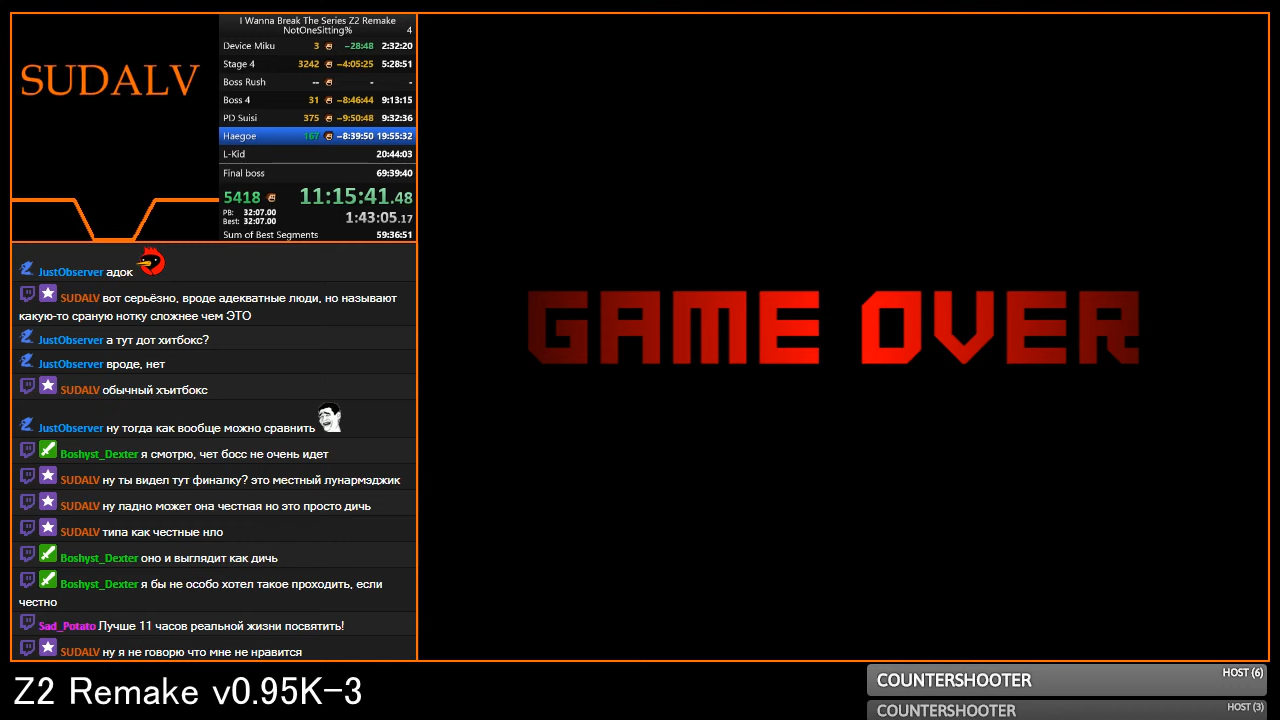 SUDALV
I Wanna Break The Series Z2 Remake
NotOneSitting% 4
Device Miku 3 −28:48 2:32:20
Stage 4 3242 −4:05:25 5:28:51
Boss Rush -- - -
Boss 4 31 −8:46:44 9:13:15
PD Suisi 375 −9:50:48 9:32:36
Haegoe 167 −8:39:50 19:55:32
L-Kid 20:44:03
Final boss 69:39:40
5418 11:15:41.48
PB: 32:07.00
Best: 32:07.00
1:43:05.17
Sum of Best Segments 59:36:51
JustObserver адок
SUDALV вот серьёзно, вроде адекватные люди, но называют
какую-то сраную нотку сложнее чем ЭТО
JustObserver а тут дот хитбокс?
JustObserver вроде, нет
SUDALV обычный хъитбокс
JustObserver ну тогда как вообще можно сравнить
Boshyst_Dexter я смотрю, чет босс не очень идет
SUDALV ну ты видел тут финалку? это местный лунармэджик
SUDALV ну ладно может она честная но это просто дичь
SUDALV типа как честные нло
Boshyst_Dexter оно и выглядит как дичь
Boshyst_Dexter я бы не особо хотел такое проходить, если
честно
Sad_Potato Лучше 11 часов реальной жизни посвятить!
SUDALV ну я не говорю что мне не нравится
GAME OVER
Z2 Remake v0.95K-3
COUNTERSHOOTER HOST (6)
COUNTERSHOOTER HOST (3)